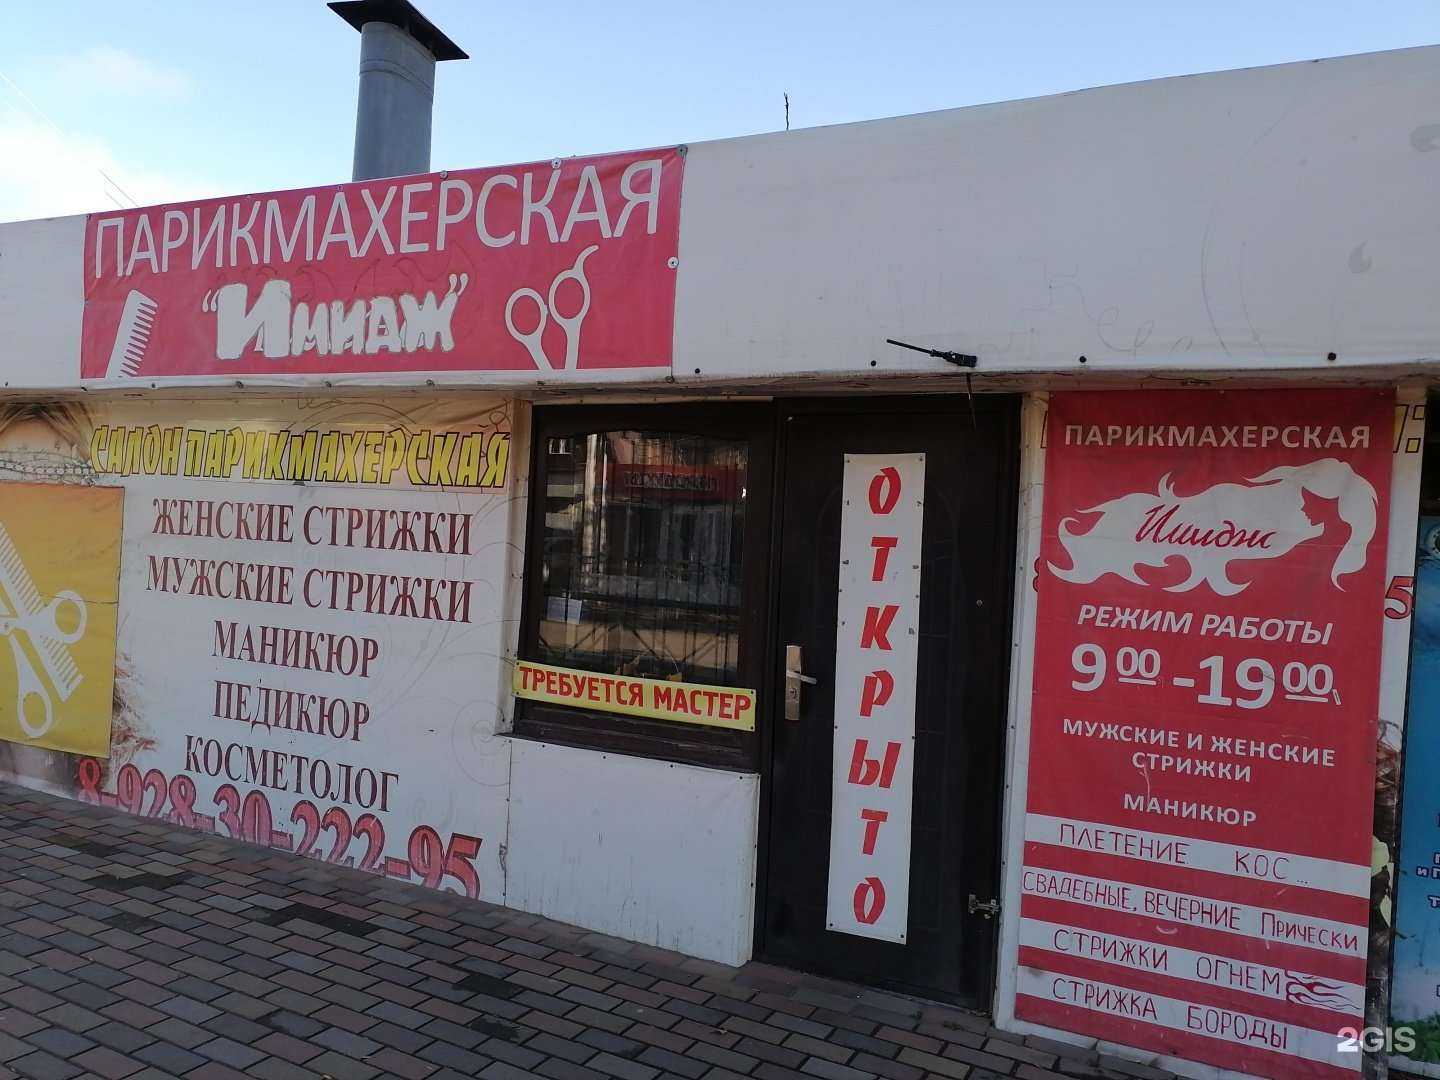 ПАРИКМАХЕРСКАЯ
"Имидж"
САЛОН ПАРИКМАХЕРСКАЯ
ЖЕНСКИЕ СТРИЖКИ
МУЖСКИЕ СТРИЖКИ
МАНИКЮР
ПЕДИКЮР
КОСМЕТОЛОГ
8-928-30-222-95
ТРЕБУЕТСЯ МАСТЕР
ОТКРЫТО
ПАРИКМАХЕРСКАЯ
Имидж
РЕЖИМ РАБОТЫ
9 00 - 19 00
МУЖСКИЕ И ЖЕНСКИЕ
СТРИЖКИ
МАНИКЮР
ПЛЕТЕНИЕ КОС...
СВАДЕБНЫЕ, ВЕЧЕРНИЕ Прически
СТРИЖКИ ОГНЕМ
СТРИЖКА БОРОДЫ
5
2GIS